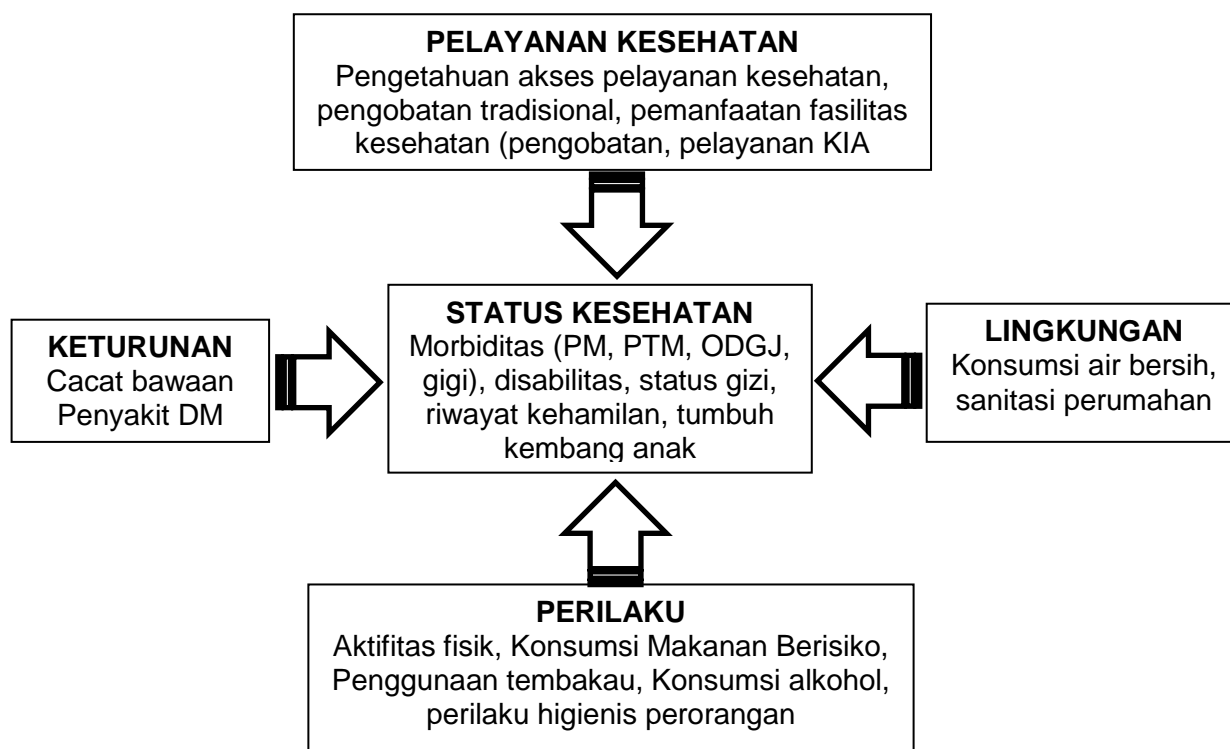 PELAYANAN KESEHATAN
Pengetahuan akses pelayanan kesehatan,
pengobatan tradisional, pemanfaatan fasilitas
kesehatan (pengobatan, pelayanan KIA
KETURUNAN
Cacat bawaan
Penyakit DM
STATUS KESEHATAN
Morbiditas (PM, PTM, ODGJ,
gigi), disabilitas, status gizi,
riwayat kehamilan, tumbuh
kembang anak
LINGKUNGAN
Konsumsi air bersih,
sanitasi perumahan
PERILAKU
Aktifitas fisik, Konsumsi Makanan Berisiko,
Penggunaan tembakau, Konsumsi alkohol,
perilaku higienis perorangan